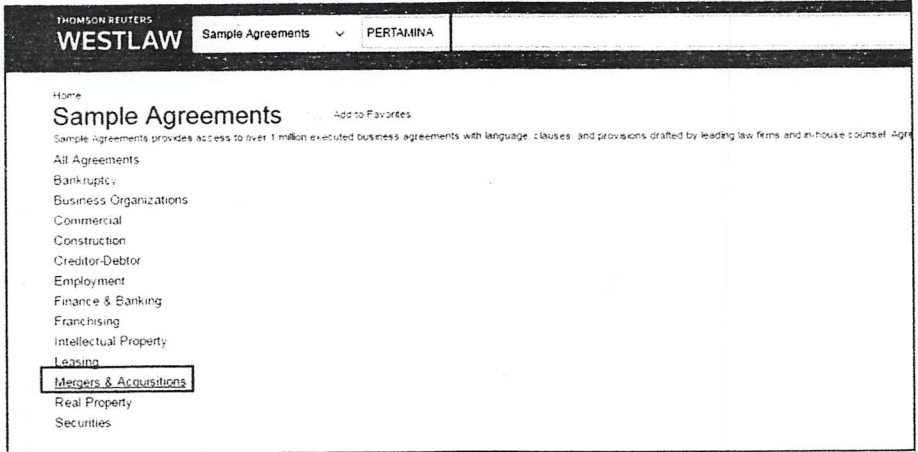 THOMSON REUTERS
WESTLAW Sample Agreements PERTAMINA
Home
Sample Agreements Add to Favorites
Sample Agreements provides access to over 1 million executed business agreements with language, clauses, and provisions drafted by leading law firms and in-house counsel. Agre
All Agreements
Bankruptcy
Business Organizations
Commercial
Construction
Creditor-Debtor
Employment
Finance & Banking
Franchising
Intellectual Property
Leasing
Mergers & Acquisitions
Real Property
Securities